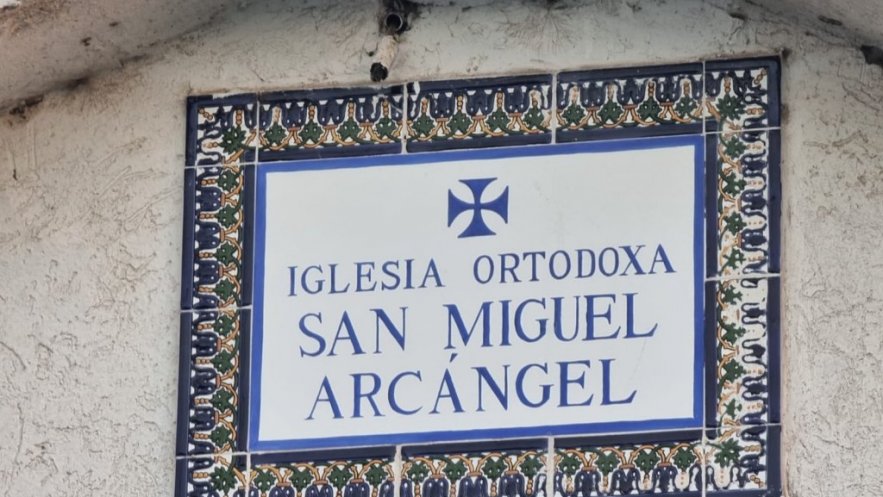 IGLESIA ORTODOXA
SAN MIGUEL
ARCÁNGEL